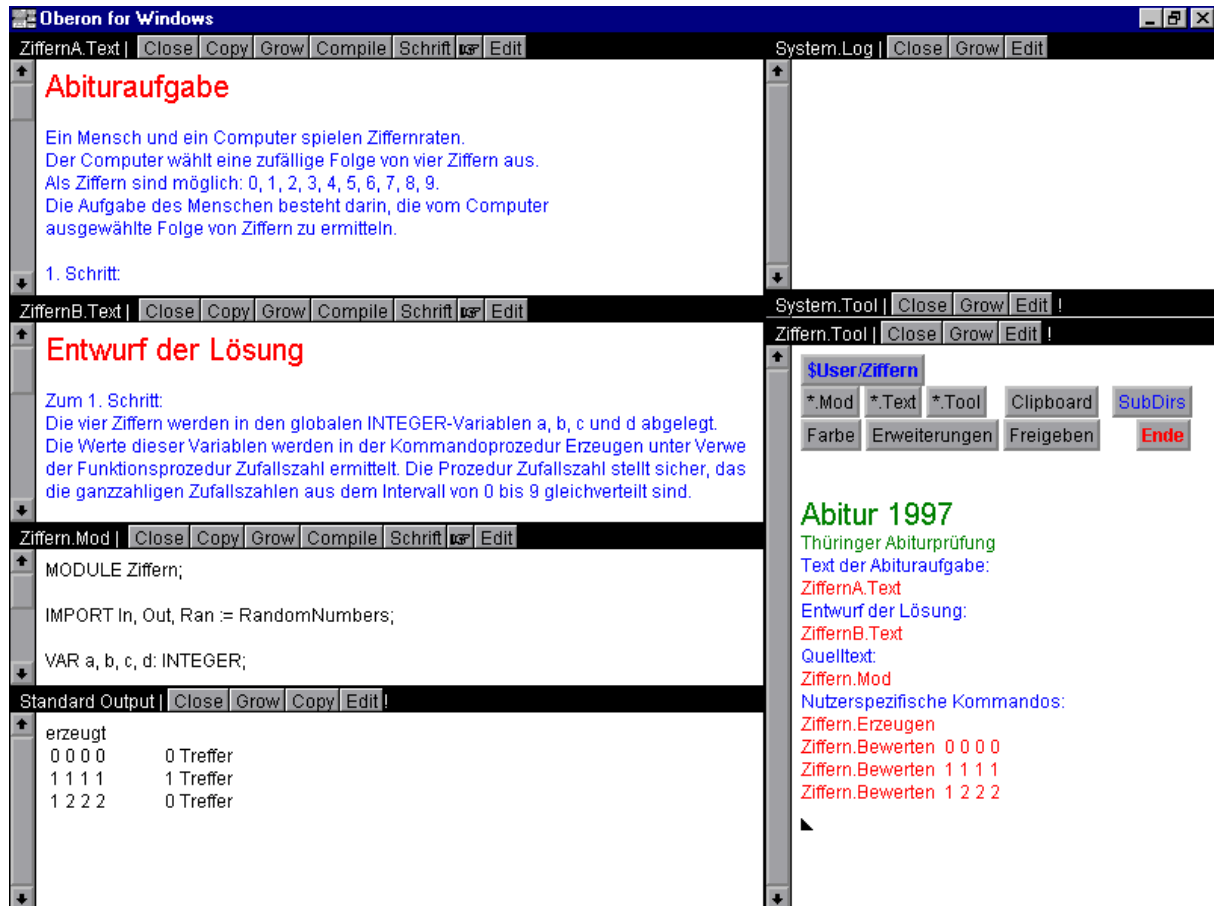 Oberon for Windows
ZiffernA.Text | Close Copy Grow Compile Schrift Edit
Abituraufgabe
Ein Mensch und ein Computer spielen Ziffernraten.
Der Computer wählt eine zufällige Folge von vier Ziffern aus.
Als Ziffern sind möglich: 0, 1, 2, 3, 4, 5, 6, 7, 8, 9.
Die Aufgabe des Menschen besteht darin, die vom Computer
ausgewählte Folge von Ziffern zu ermitteln.
1. Schritt:
ZiffernB.Text | Close Copy Grow Compile Schrift Edit
Entwurf der Lösung
Zum 1. Schritt:
Die vier Ziffern werden in den globalen INTEGER-Variablen a, b, c und d abgelegt.
Die Werte dieser Variablen werden in der Kommandoprozedur Erzeugen unter Verwe
der Funktionsprozedur Zufallszahl ermittelt. Die Prozedur Zufallszahl stellt sicher, das
die ganzzahligen Zufallszahlen aus dem Intervall von 0 bis 9 gleichverteilt sind.
Ziffern.Mod | Close Copy Grow Compile Schrift Edit
MODULE Ziffern;
IMPORT In, Out, Ran := RandomNumbers;
VAR a, b, c, d: INTEGER;
Standard Output | Close Grow Copy Edit !
erzeugt
0 0 0 0 0 Treffer
1 1 1 1 1 Treffer
1 2 2 2 0 Treffer
System.Log | Close Grow Edit
System.Tool | Close Grow Edit !
Ziffern.Tool | Close Grow Edit !
$User/Ziffern
*.Mod *.Text *.Tool Clipboard SubDirs
Farbe Erweiterungen Freigeben Ende
Abitur 1997
Thüringer Abiturprüfung
Text der Abituraufgabe:
ZiffernA.Text
Entwurf der Lösung:
ZiffernB.Text
Quelltext:
Ziffern.Mod
Nutzerspezifische Kommandos:
Ziffern.Erzeugen
Ziffern.Bewerten 0 0 0 0
Ziffern.Bewerten 1 1 1 1
Ziffern.Bewerten 1 2 2 2